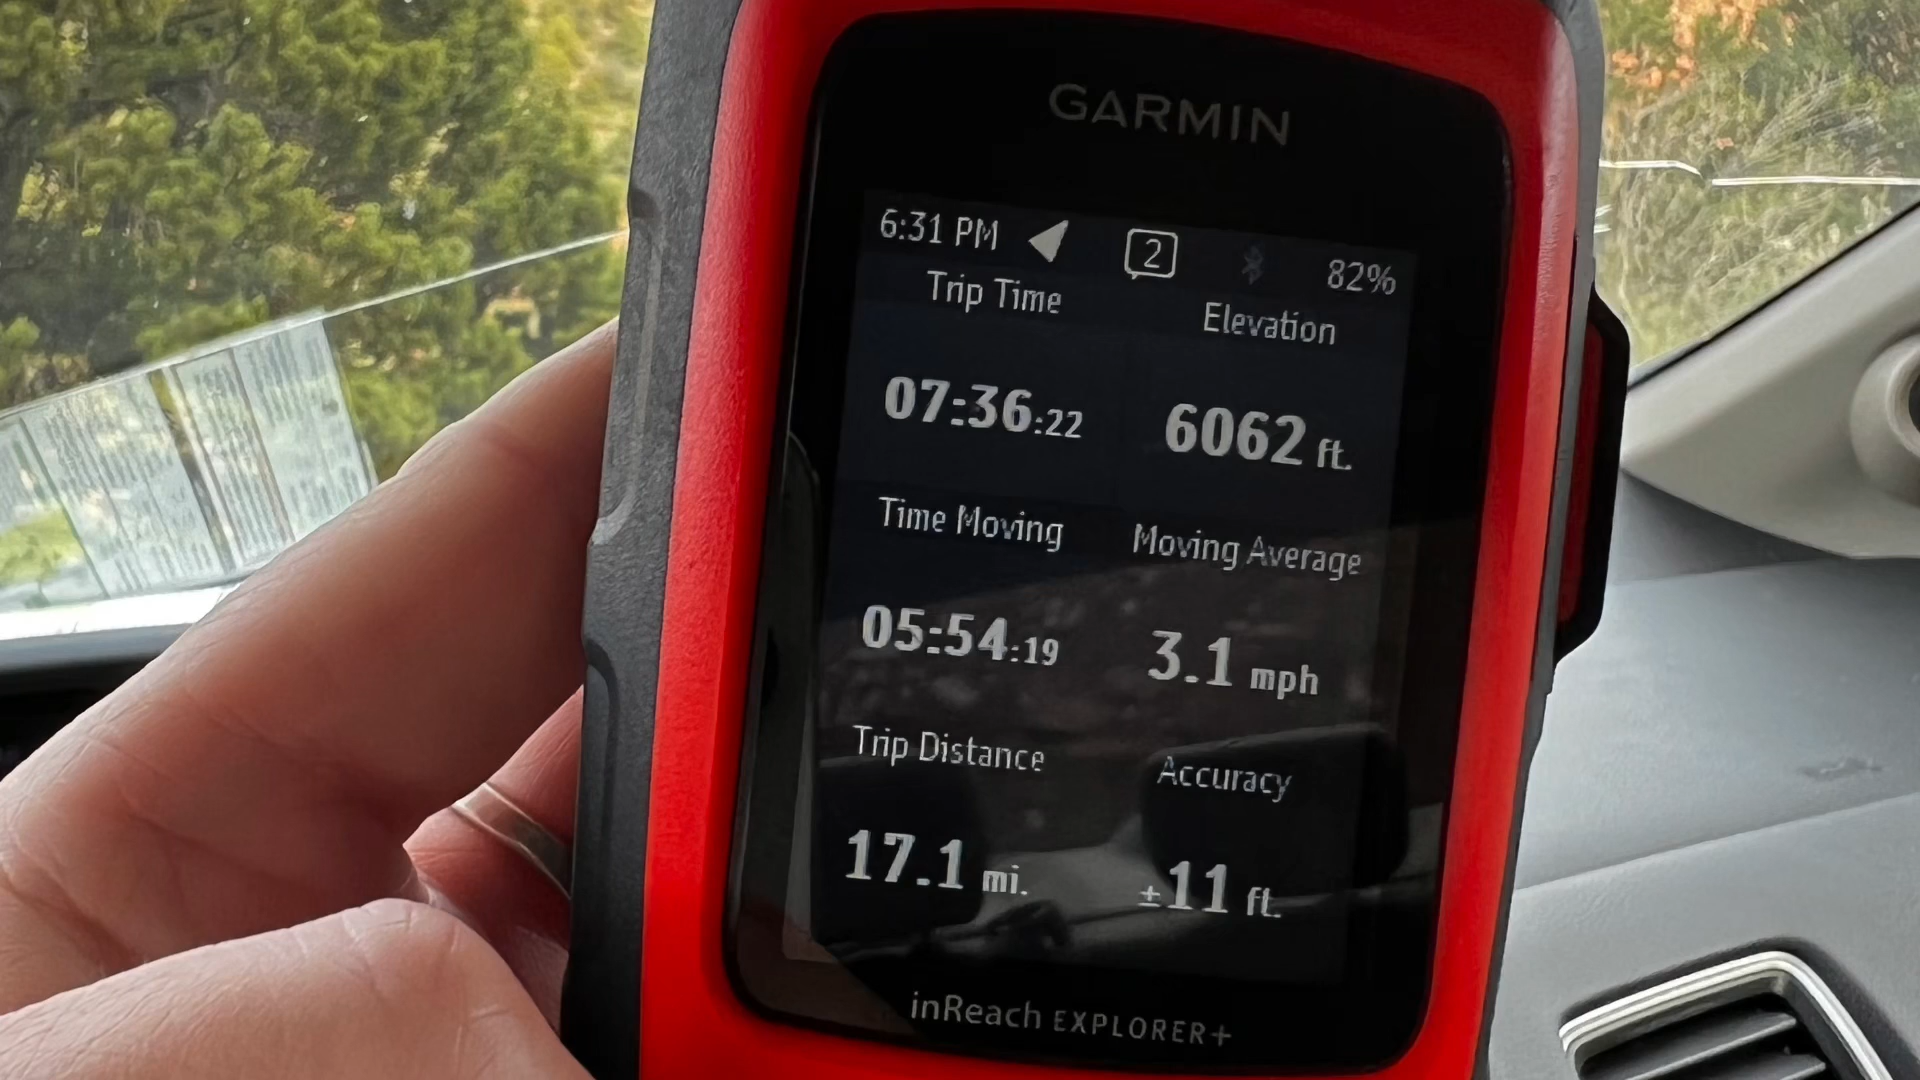 GARMIN
6:31 PM 2 82%
Trip Time Elevation
07:36:22 6062 ft.
Time Moving Moving Average
05:54:19 3.1 mph
Trip Distance Accuracy
17.1 mi. ±11 ft.
inReach EXPLORER+